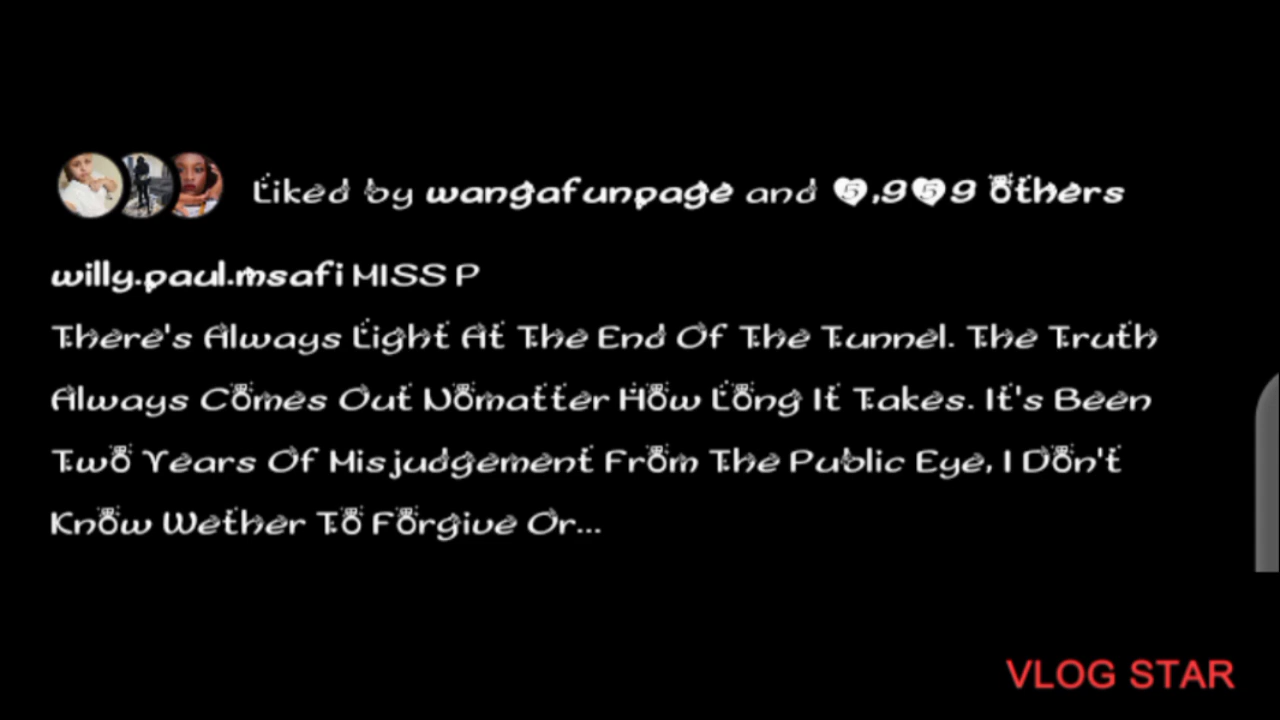 Liked by wangafunpage and 5,959 others
willy.paul.msafi MISS P
There's Always Light At The End Of The Tunnel. The Truth
Always Comes Out Nomatter How Long It Takes. It's Been
Two Years Of Misjudgement From The Public Eye, I Don't
Know Wether To Forgive Or...
VLOG STAR